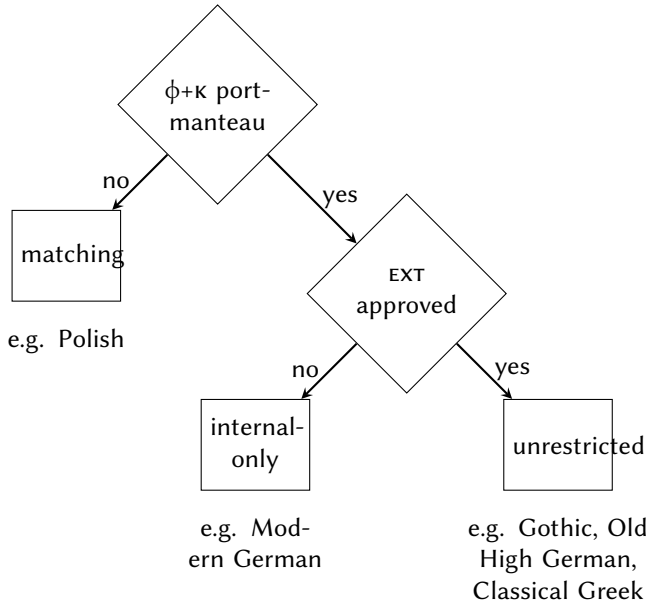 ϕ+K port-
manteau
no
yes
matching
e.g. Polish
EXT
approved
no
yes
internal-
only
unrestricted
e.g. Mod-
ern German
e.g. Gothic, Old
High German,
Classical Greek